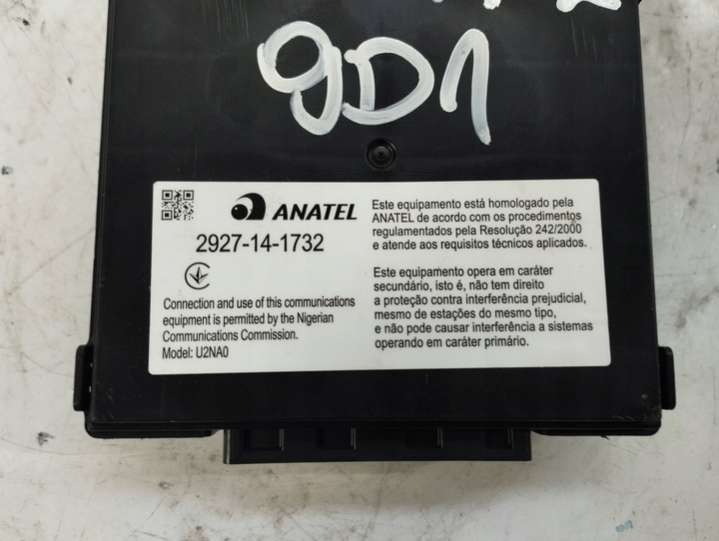 9D1
ANATEL
2927-14-1732
Connection and use of this communications
equipment is permitted by the Nigerian
Communications Commission.
Model: U2NA0
Este equipamento está homologado pela
ANATEL de acordo com os procedimentos
regulamentados pela Resolução 242/2000
e atende aos requisitos técnicos aplicados.
Este equipamento opera em caráter
secundário, isto é, não tem direito
a proteção contra interferência prejudicial,
mesmo de estações do mesmo tipo,
e não pode causar interferência a sistemas
operando em caráter primário.